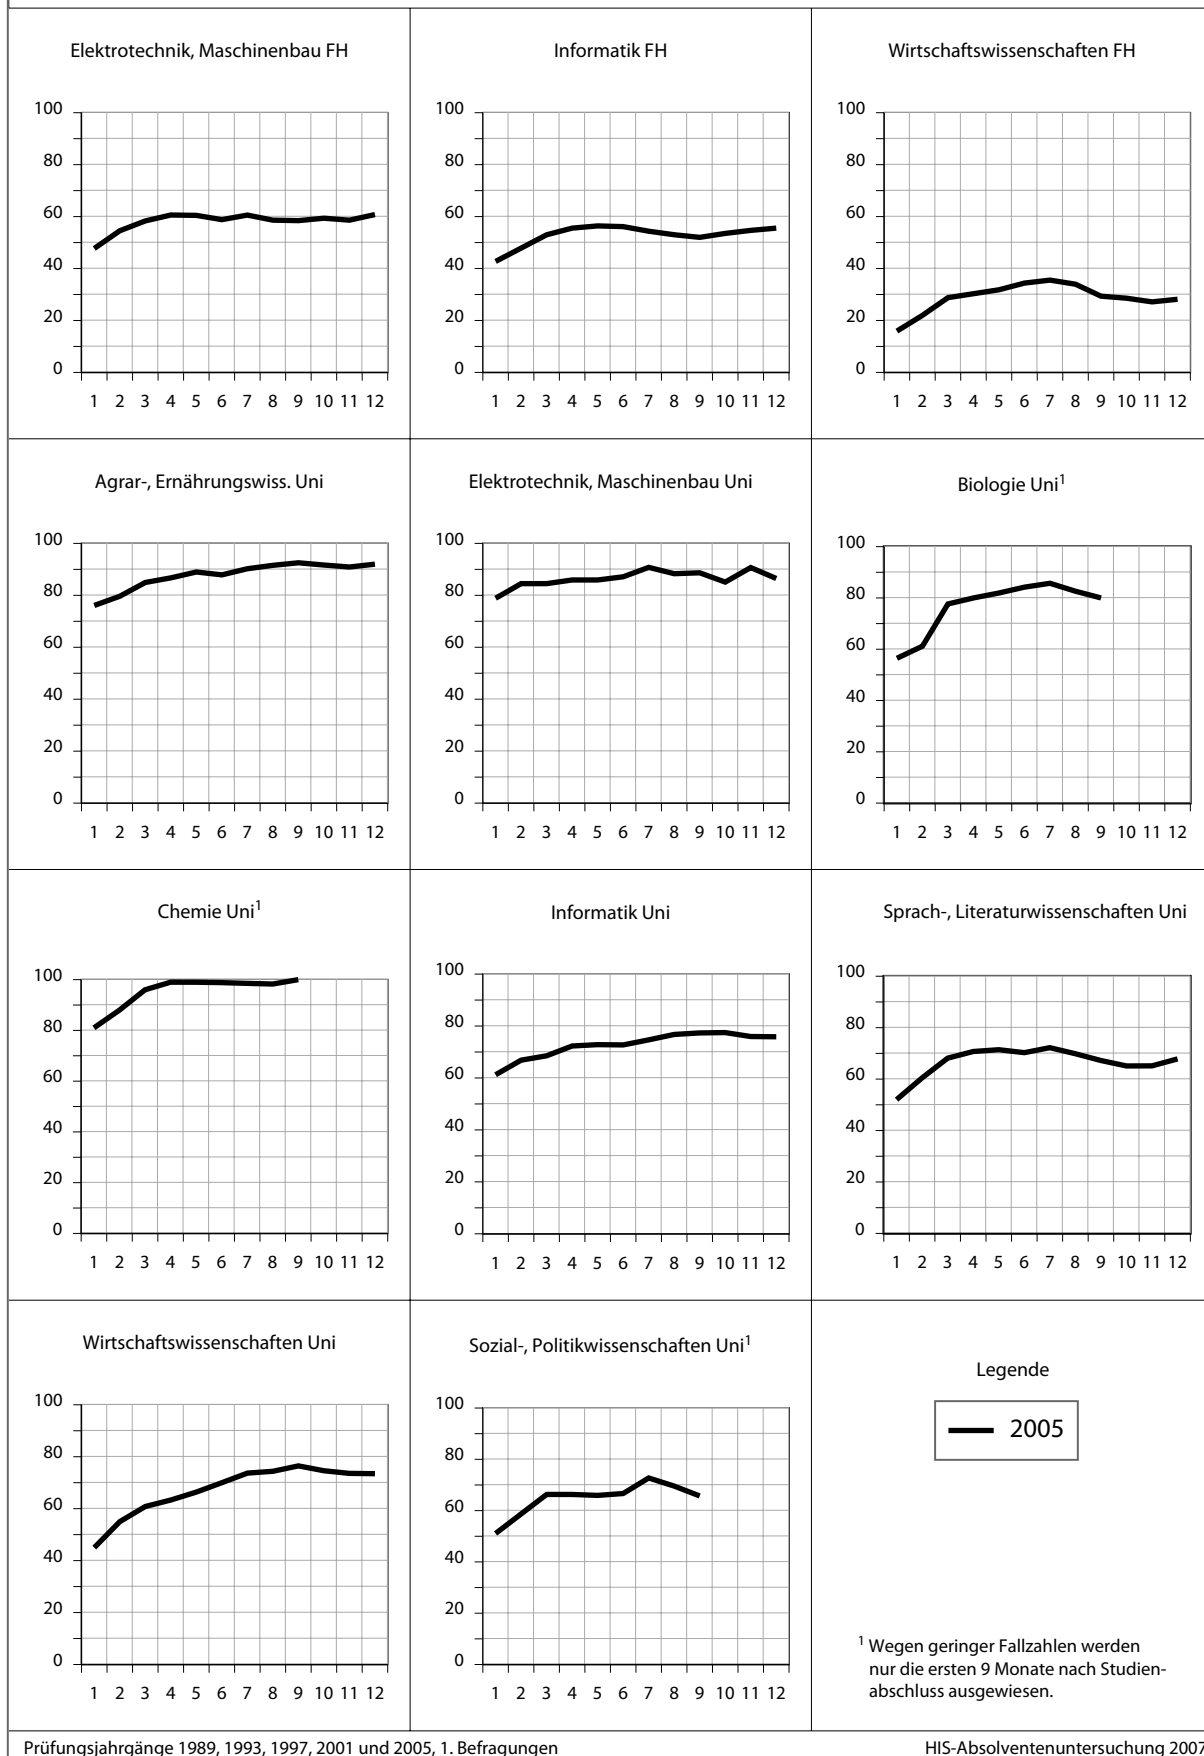 Elektrotechnik, Maschinenbau FH
100
80
60
40
20
0
1 2 3 4 5 6 7 8 9 10 11 12
Informatik FH
100
80
60
40
20
0
1 2 3 4 5 6 7 8 9 10 11 12
Wirtschaftswissenschaften FH
100
80
60
40
20
0
1 2 3 4 5 6 7 8 9 10 11 12
Agrar-, Ernährungswiss. Uni
100
80
60
40
20
0
1 2 3 4 5 6 7 8 9 10 11 12
Elektrotechnik, Maschinenbau Uni
100
80
60
40
20
0
1 2 3 4 5 6 7 8 9 10 11 12
Biologie Uni¹
100
80
60
40
20
0
1 2 3 4 5 6 7 8 9 10 11 12
Chemie Uni¹
100
80
60
40
20
0
1 2 3 4 5 6 7 8 9 10 11 12
Informatik Uni
100
80
60
40
20
0
1 2 3 4 5 6 7 8 9 10 11 12
Sprach-, Literaturwissenschaften Uni
100
80
60
40
20
0
1 2 3 4 5 6 7 8 9 10 11 12
Wirtschaftswissenschaften Uni
100
80
60
40
20
0
1 2 3 4 5 6 7 8 9 10 11 12
Sozial-, Politikwissenschaften Uni¹
100
80
60
40
20
0
1 2 3 4 5 6 7 8 9 10 11 12
Legende
2005
¹ Wegen geringer Fallzahlen werden
nur die ersten 9 Monate nach Studien-
abschluss ausgewiesen.
Prüfungsjahrgänge 1989, 1993, 1997, 2001 und 2005, 1. Befragungen
HIS-Absolventenuntersuchung 2007